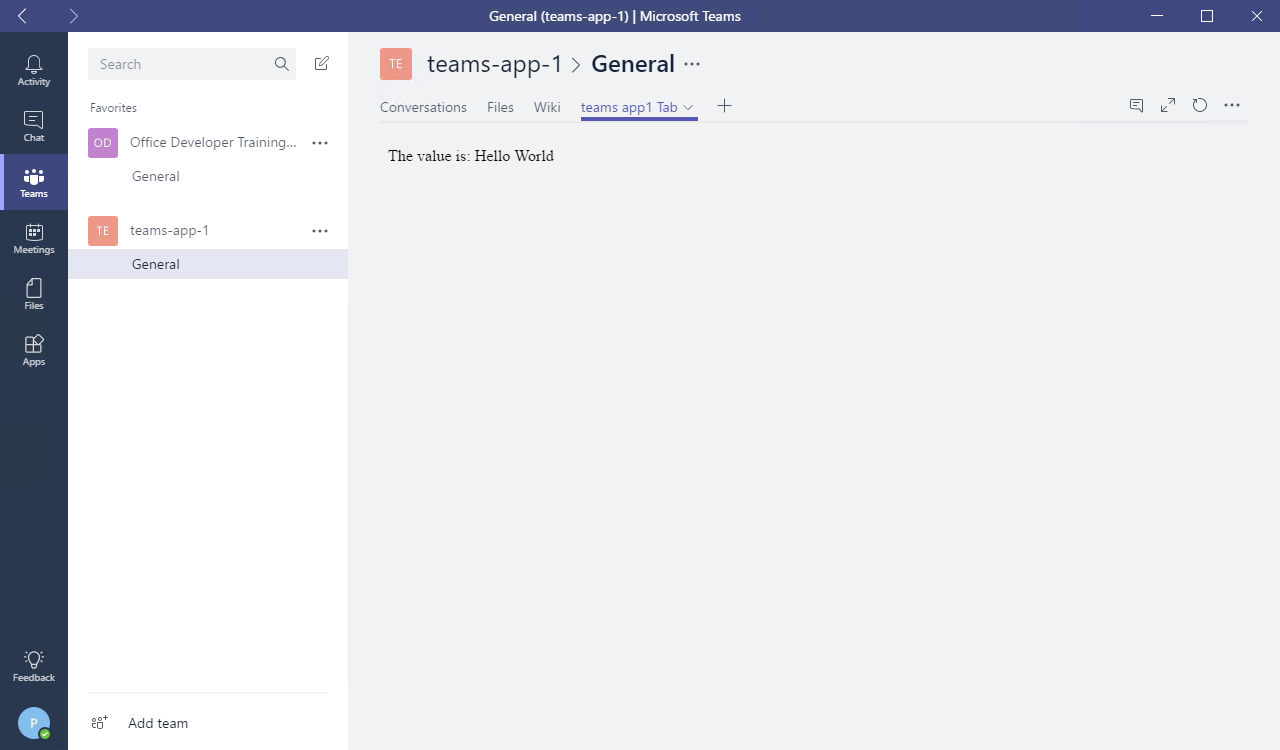 General (teams-app-1) | Microsoft Teams
Activity
Chat
Teams
Meetings
Files
Apps
Feedback
P
Search
Favorites
OD Office Developer Training...
General
TE teams-app-1
General
Add team
TE teams-app-1 > General
Conversations Files Wiki teams app1 Tab
The value is: Hello World